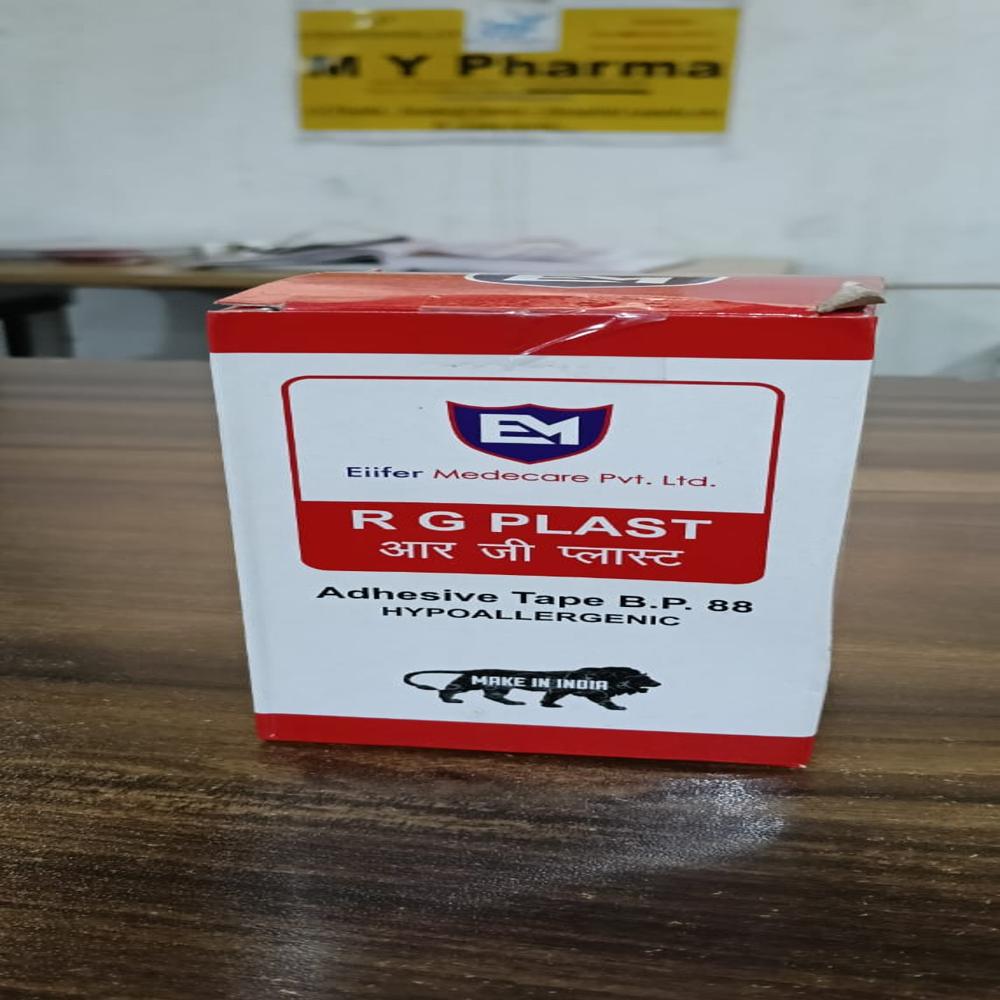 M Y Pharma
EM
Eiifer Medecare Pvt. Ltd.
R G PLAST
आर जी प्लास्ट
Adhesive Tape B.P. 88
HYPOALLERGENIC
MAKE IN INDIA